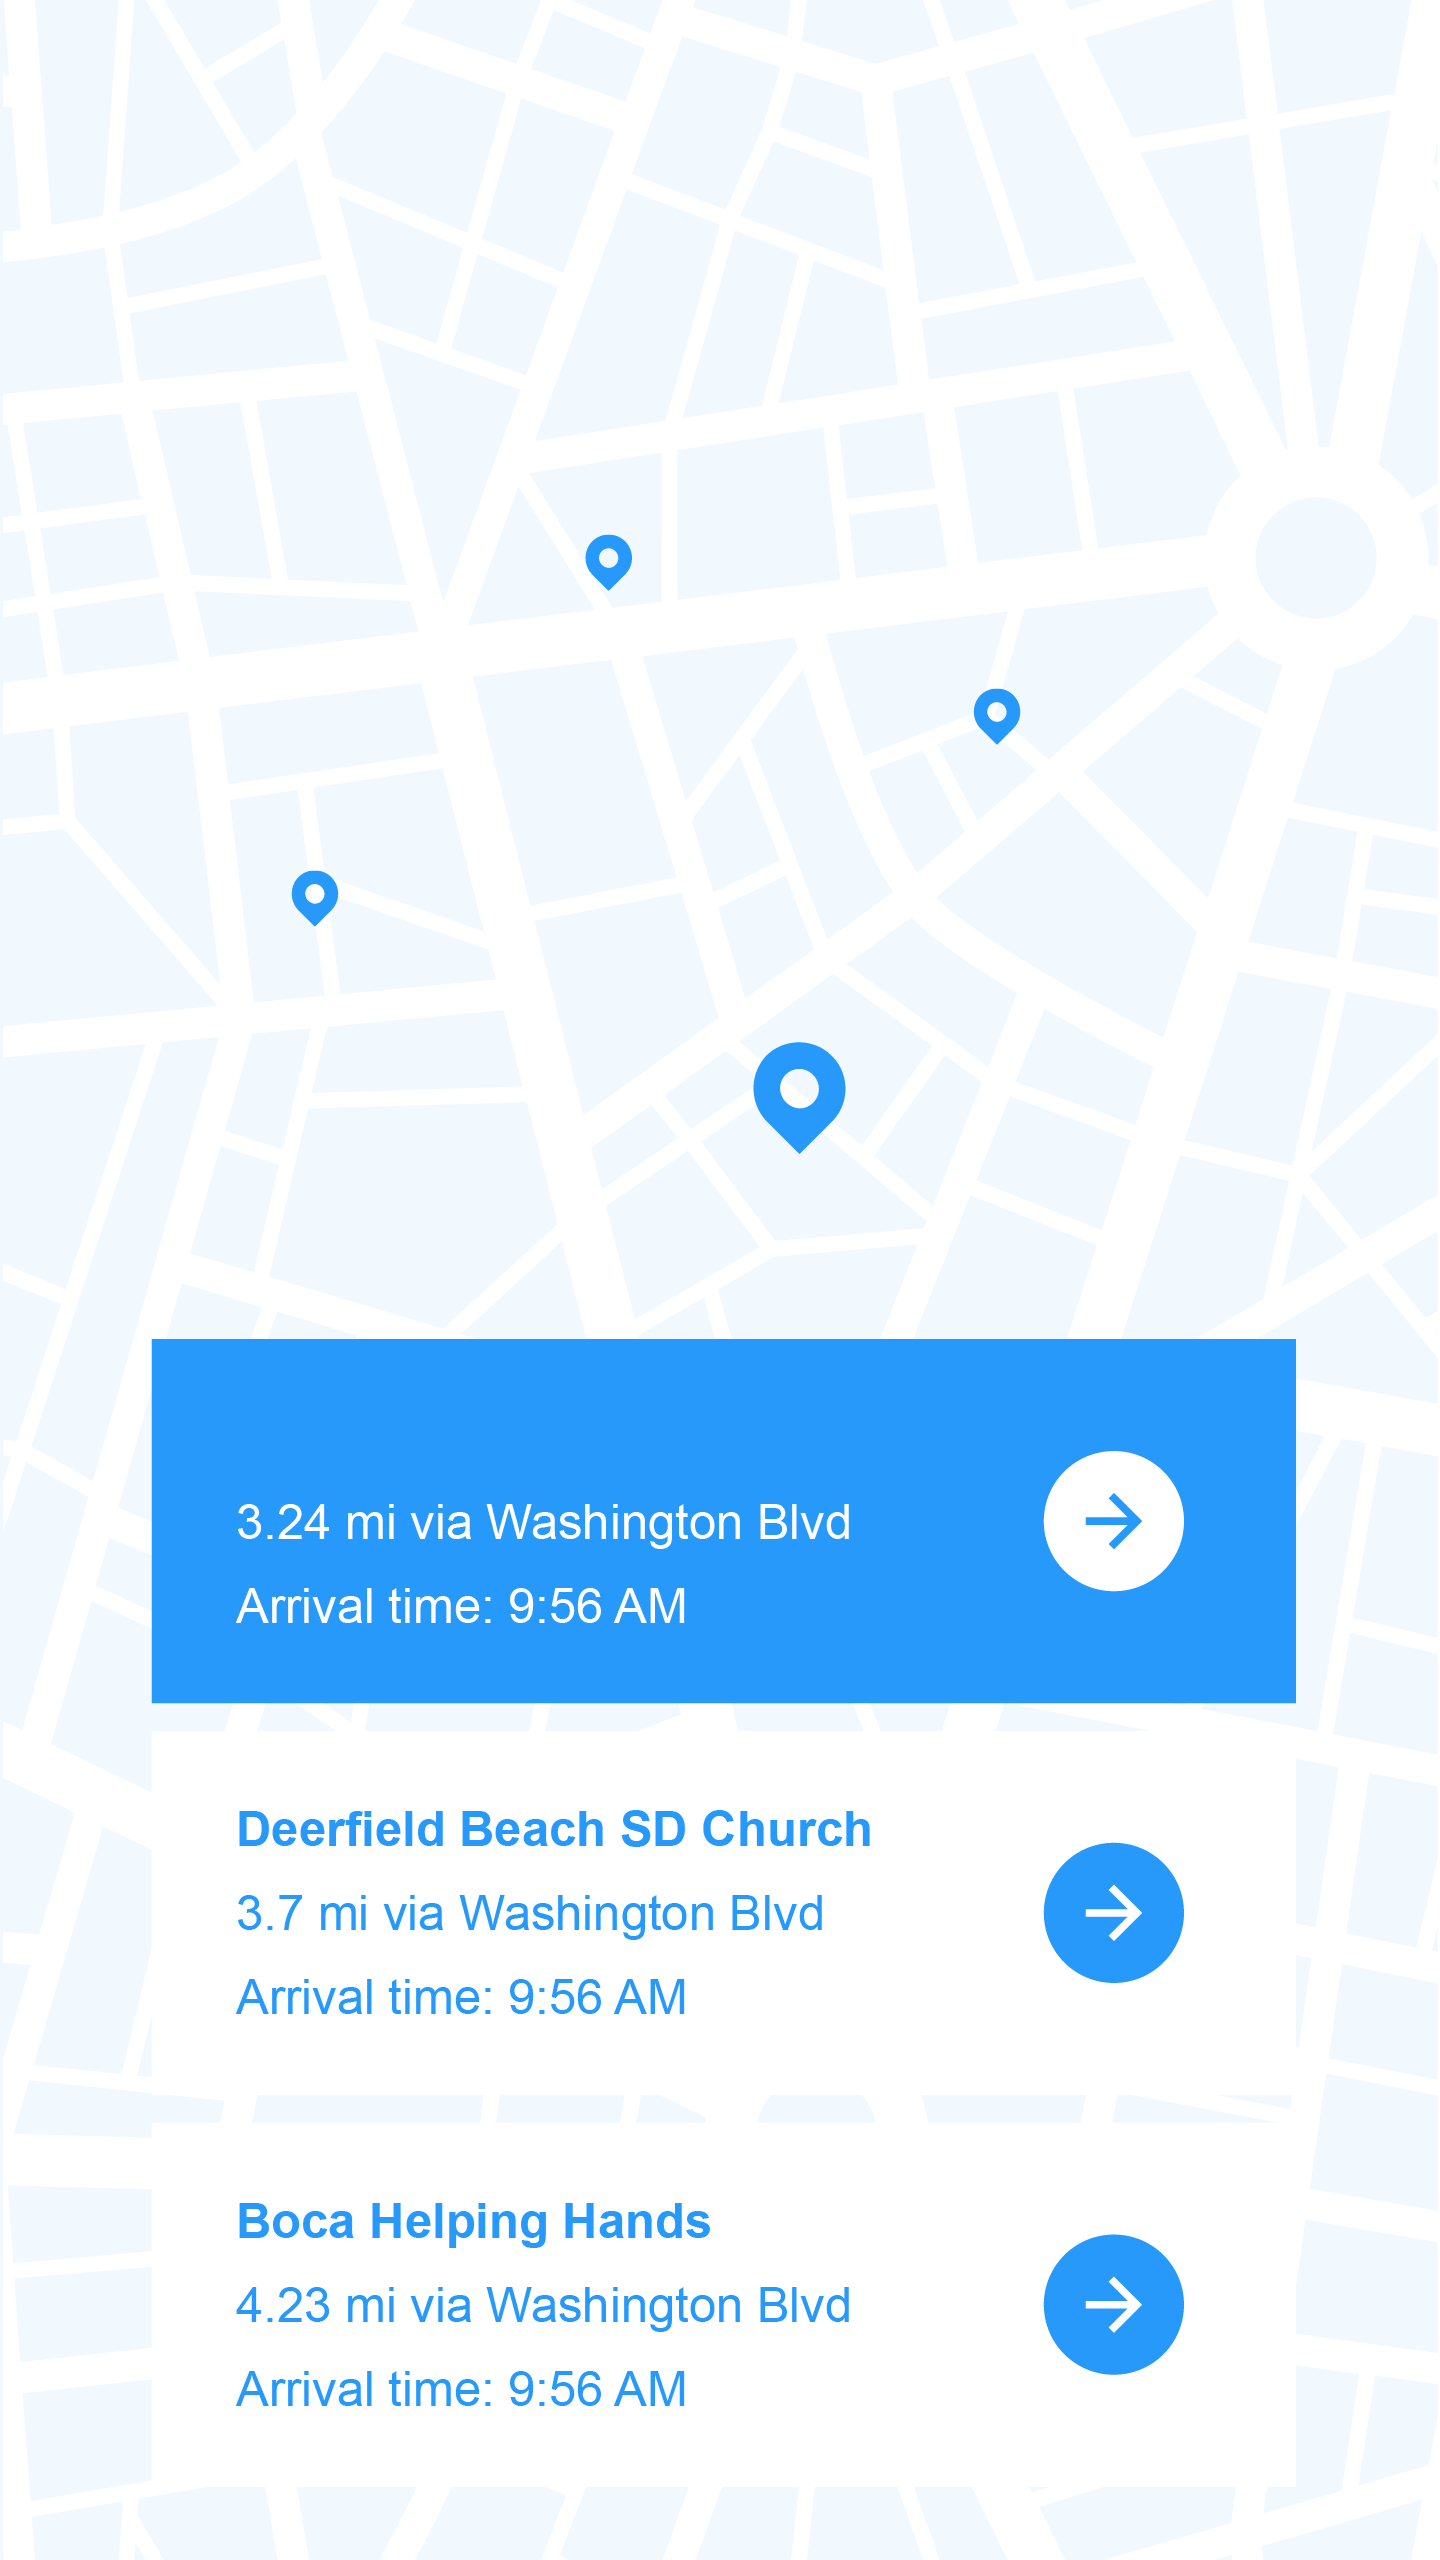 3.24 mi via Washington Blvd
Arrival time: 9:56 AM
Deerfield Beach SD Church
3.7 mi via Washington Blvd
Arrival time: 9:56 AM
Boca Helping Hands
4.23 mi via Washington Blvd
Arrival time: 9:56 AM